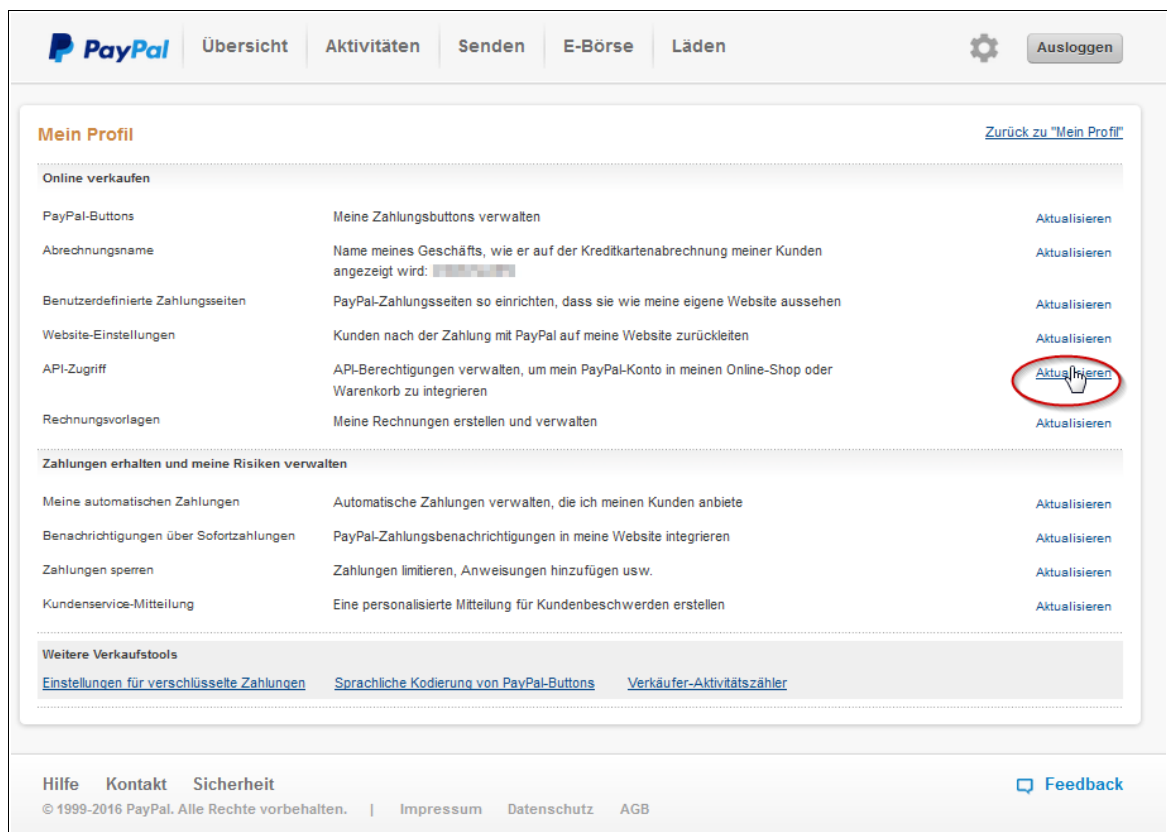 PayPal Übersicht Aktivitäten Senden E-Börse Läden Ausloggen
Mein Profil Zurück zu "Mein Profil"
Online verkaufen
PayPal-Buttons Meine Zahlungsbuttons verwalten Aktualisieren
Abrechnungsname Name meines Geschäfts, wie er auf der Kreditkartenabrechnung meiner Kunden Aktualisieren
angezeigt wird:
Benutzerdefinierte Zahlungsseiten PayPal-Zahlungsseiten so einrichten, dass sie wie meine eigene Website aussehen Aktualisieren
Website-Einstellungen Kunden nach der Zahlung mit PayPal auf meine Website zurückleiten Aktualisieren
API-Zugriff API-Berechtigungen verwalten, um mein PayPal-Konto in meinen Online-Shop oder Aktualisieren
Warenkorb zu integrieren
Rechnungsvorlagen Meine Rechnungen erstellen und verwalten Aktualisieren
Zahlungen erhalten und meine Risiken verwalten
Meine automatischen Zahlungen Automatische Zahlungen verwalten, die ich meinen Kunden anbiete Aktualisieren
Benachrichtigungen über Sofortzahlungen PayPal-Zahlungsbenachrichtigungen in meine Website integrieren Aktualisieren
Zahlungen sperren Zahlungen limitieren, Anweisungen hinzufügen usw. Aktualisieren
Kundenservice-Mitteilung Eine personalisierte Mitteilung für Kundenbeschwerden erstellen Aktualisieren
Weitere Verkaufstools
Einstellungen für verschlüsselte Zahlungen Sprachliche Kodierung von PayPal-Buttons Verkäufer-Aktivitätszähler
Hilfe Kontakt Sicherheit Feedback
© 1999-2016 PayPal. Alle Rechte vorbehalten. | Impressum Datenschutz AGB